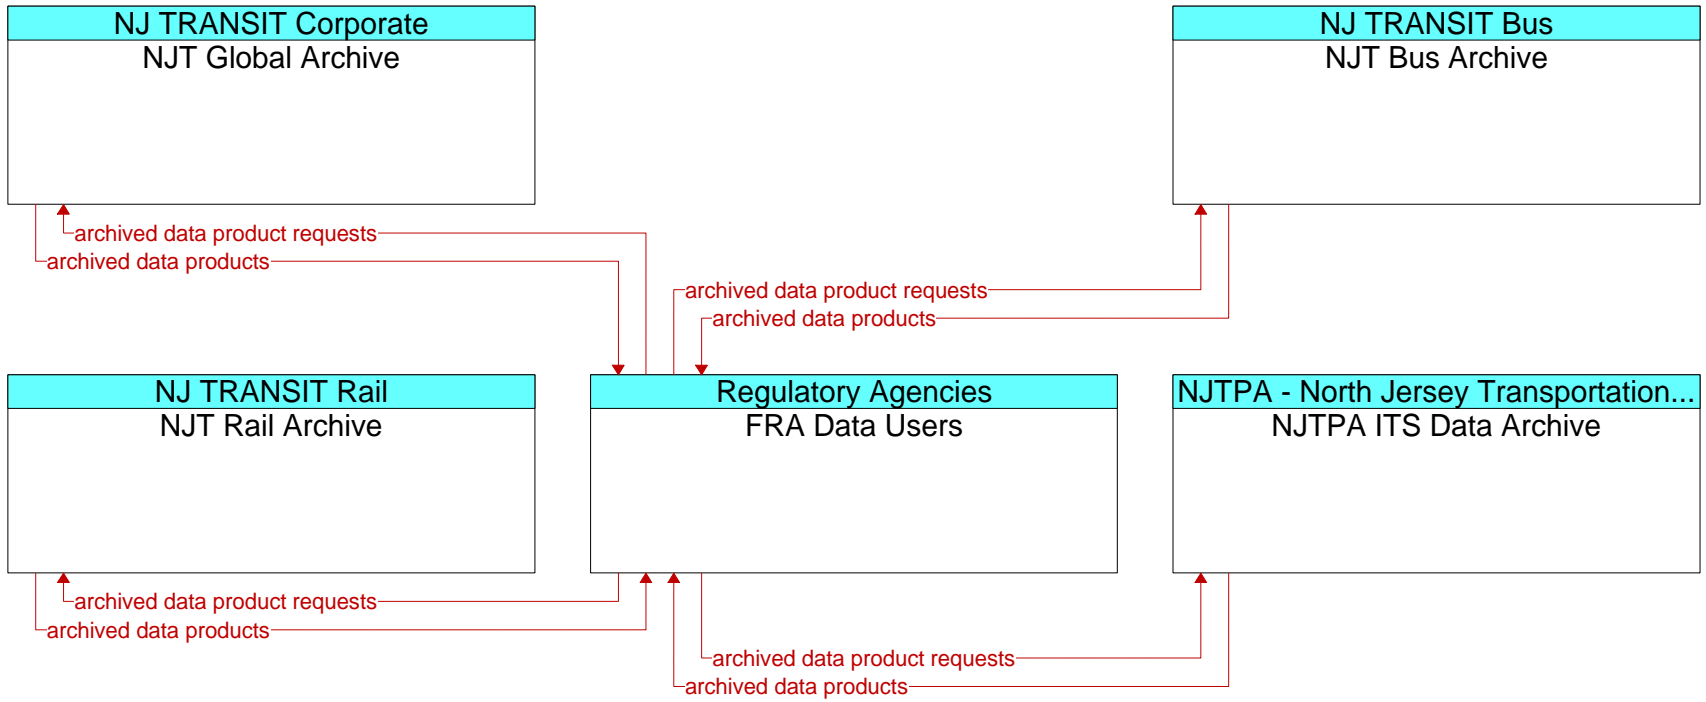 NJ TRANSIT Corporate
NJT Global Archive
NJ TRANSIT Bus
NJT Bus Archive
archived data product requests
archived data products
archived data product requests
archived data products
NJ TRANSIT Rail
NJT Rail Archive
Regulatory Agencies
FRA Data Users
NJTPA - North Jersey Transportation...
NJTPA ITS Data Archive
archived data product requests
archived data products
archived data product requests
archived data products